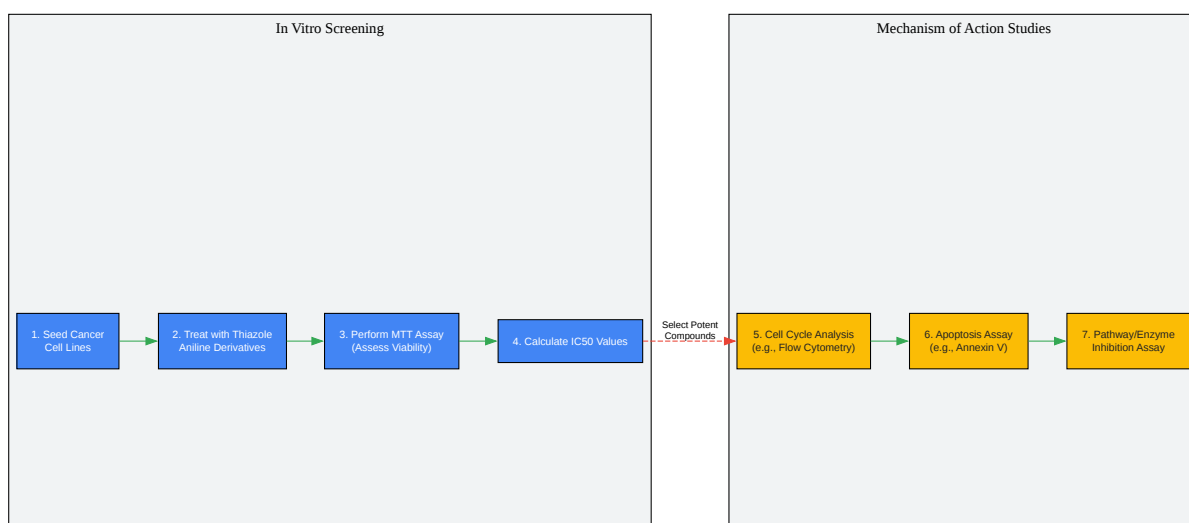 In Vitro Screening
Mechanism of Action Studies
1. Seed Cancer
Cell Lines
2. Treat with Thiazole
Aniline Derivatives
3. Perform MTT Assay
(Assess Viability)
4. Calculate IC50 Values
Select Potent
Compounds
5. Cell Cycle Analysis
(e.g., Flow Cytometry)
6. Apoptosis Assay
(e.g., Annexin V)
7. Pathway/Enzyme
Inhibition Assay